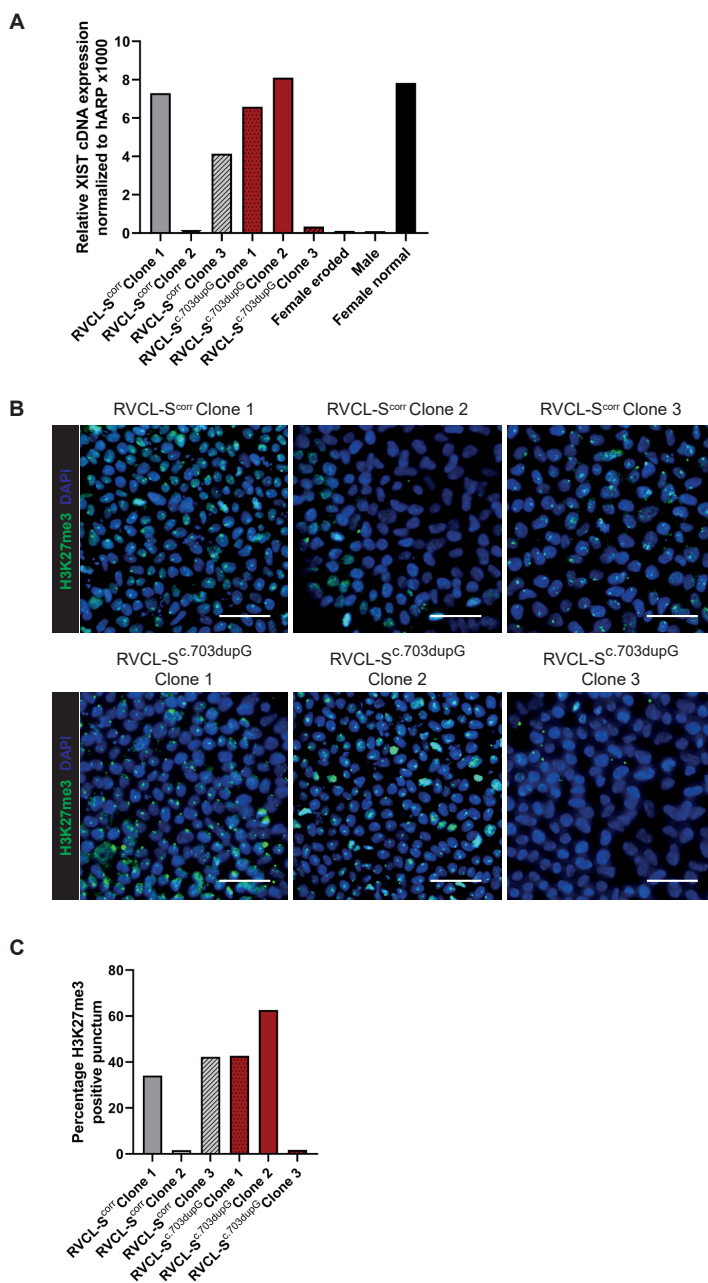 A
Relative XIST cDNA expression
normalized to hARP x1000
10
8
6
4
2
0
RVCL-Scorr Clone 1
RVCL-Scorr Clone 2
RVCL-Scorr Clone 3
RVCL-Sc.703dupG Clone 1
RVCL-Sc.703dupG Clone 2
RVCL-Sc.703dupG Clone 3
Female eroded
Male
Female normal
B
RVCL-Scorr Clone 1
RVCL-Scorr Clone 2
RVCL-Scorr Clone 3
H3K27me3 DAPI
RVCL-Sc.703dupG
Clone 1
RVCL-Sc.703dupG
Clone 2
RVCL-Sc.703dupG
Clone 3
H3K27me3 DAPI
C
Percentage H3K27me3
positive punctum
80
60
40
20
0
RVCL-Scorr Clone 1
RVCL-Scorr Clone 2
RVCL-Scorr Clone 3
RVCL-Sc.703dupG Clone 1
RVCL-Sc.703dupG Clone 2
RVCL-Sc.703dupG Clone 3